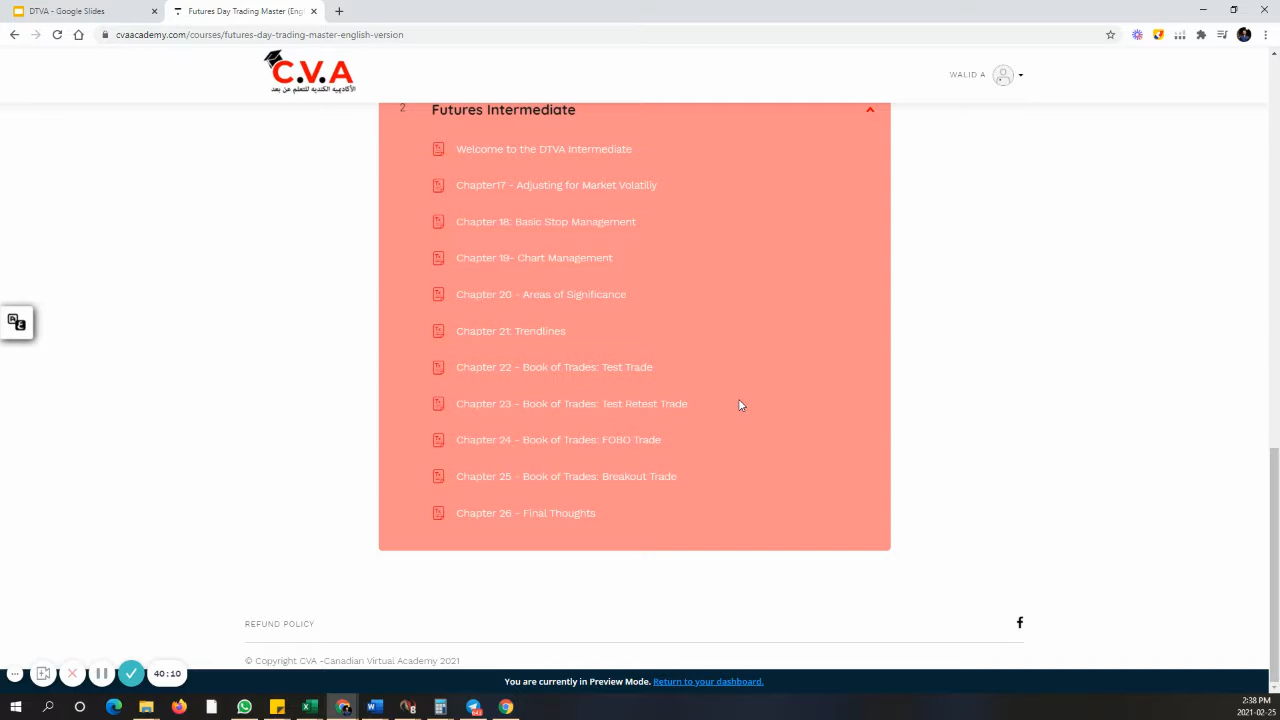 DTVA - Google Slides
Futures Day Trading Master (Eng
cvaacademy.com/courses/futures-day-trading-master-english-version
C.V.A
الأكاديميه الكنديه للتعلم عن بعد
WALID A
2
Futures Intermediate
Welcome to the DTVA Intermediate
Chapter17 - Adjusting for Market Volatiliy
Chapter 18: Basic Stop Management
Chapter 19- Chart Management
Chapter 20 - Areas of Significance
Chapter 21: Trendlines
Chapter 22 - Book of Trades: Test Trade
Chapter 23 - Book of Trades: Test Retest Trade
Chapter 24 - Book of Trades: FOBO Trade
Chapter 25 - Book of Trades: Breakout Trade
Chapter 26 - Final Thoughts
REFUND POLICY
© Copyright CVA -Canadian Virtual Academy 2021
40:10
You are currently in Preview Mode. Return to your dashboard.
2:38 PM
2021-02-25